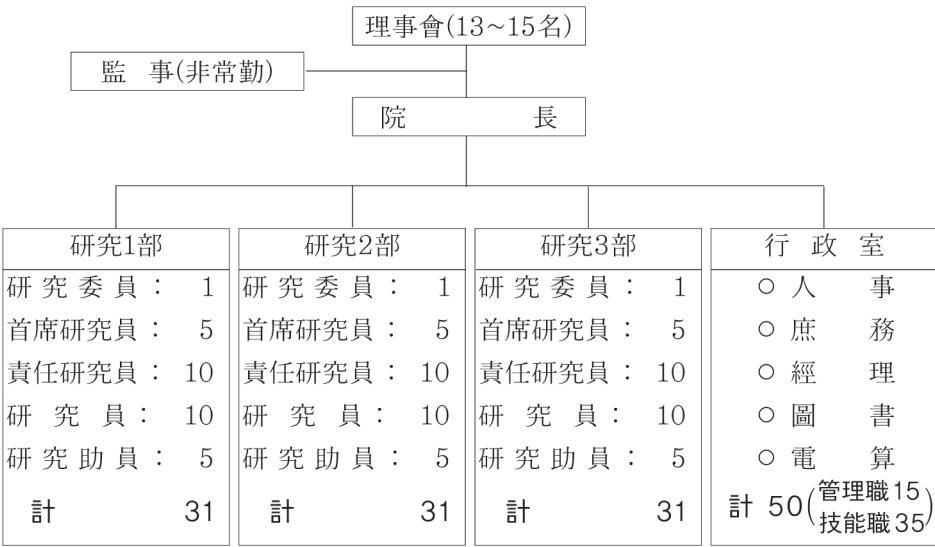 理事會(13~15名)
監 事(非常勤)
院 長
研究1部
研究委員： 1
首席硏究員： 5
責任研究員： 10
研究員： 10
研究助員： 5
計 31
研究2部
研究委員： 1
首席研究員： 5
責任研究員： 10
研究員： 10
研究助員： 5
計 31
研究3部
研究委員： 1
首席研究員： 5
責任研究員： 10
研究員： 10
研究助員： 5
計 31
行 政 室
○ 人 事
○ 庶 務
○ 經 理
○ 圖 書
○ 電 算
計 50(管理職15
技能職35)